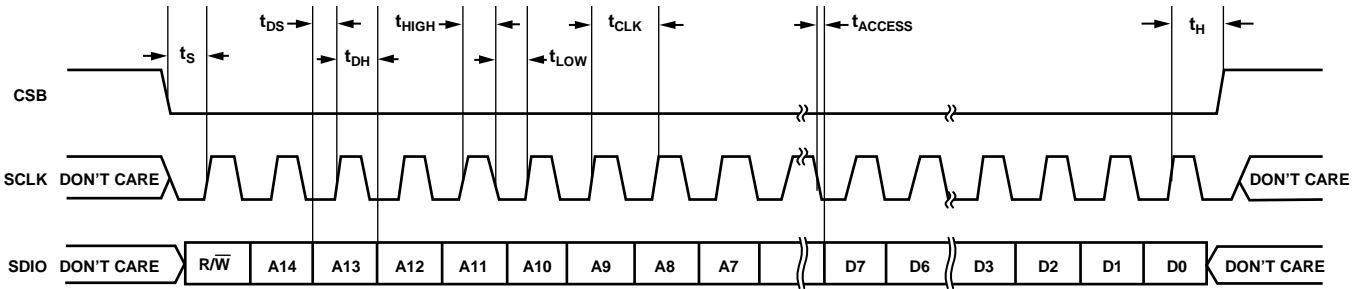 tDS
tHIGH
tCLK
tACCESS
tH
tS
tDH
tLOW
CSB
SCLK DON'T CARE DON'T CARE
SDIO DON'T CARE R/W̅ A14 A13 A12 A11 A10 A9 A8 A7 D7 D6 D3 D2 D1 D0 DON'T CARE